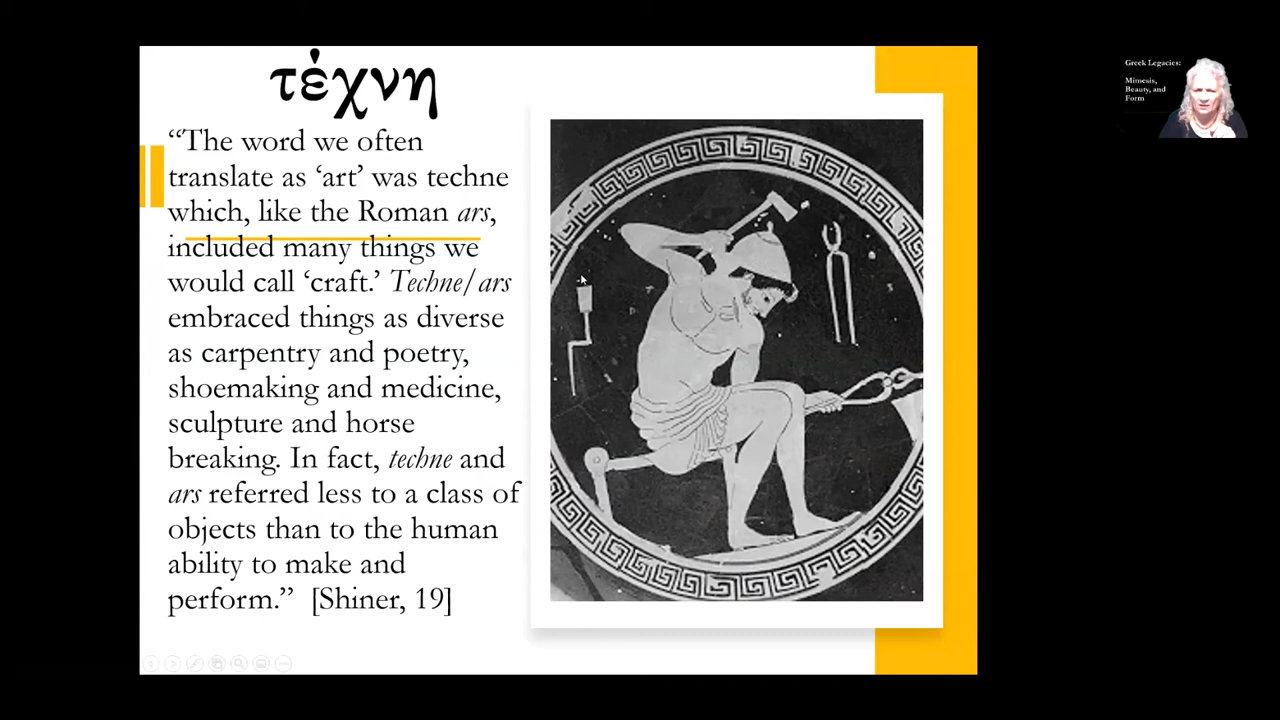 τέχνη
“The word we often
translate as ‘art’ was techne
which, like the Roman ars,
included many things we
would call ‘craft.’ Techne/ars
embraced things as diverse
as carpentry and poetry,
shoemaking and medicine,
sculpture and horse
breaking. In fact, techne and
ars referred less to a class of
objects than to the human
ability to make and
perform.” [Shiner, 19]
Greek Legacies:
Mimesis,
Beauty, and
Form